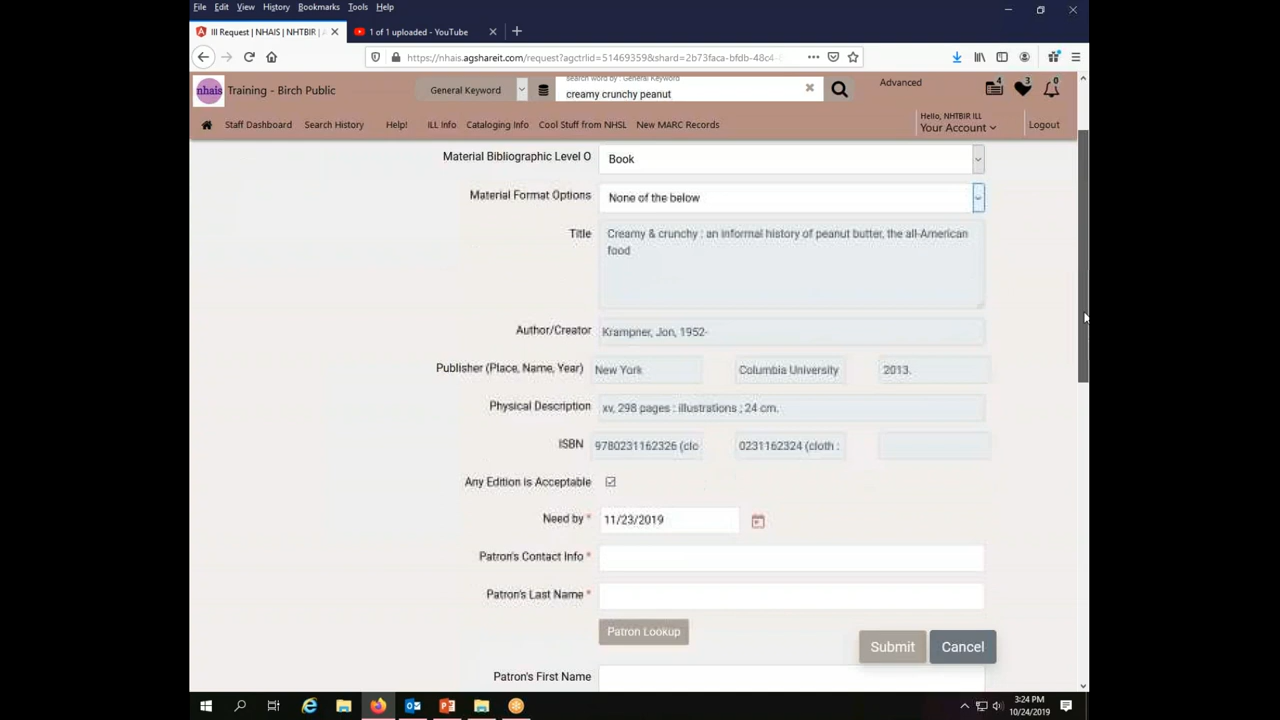 File Edit View History Bookmarks Tools Help
III Request | NHAIS | NHTBIR |
1 of 1 uploaded - YouTube
https://nhais.agshareit.com/request?agctrlid=51469359&shard=2b73faca-bfdb-48c4-
nhais
Training - Birch Public
General Keyword
search word by : General Keyword
creamy crunchy peanut
Advanced
4
3
0
Staff Dashboard Search History Help! ILL Info Cataloging Info Cool Stuff from NHSL New MARC Records
Hello, NHTBIR ILL
Your Account
Logout
Material Bibliographic Level O Book
Material Format Options None of the below
Title Creamy & crunchy : an informal history of peanut butter, the all-American
food
Author/Creator Krampner, Jon, 1952-
Publisher (Place, Name, Year) New York Columbia University 2013.
Physical Description xv, 298 pages : illustrations ; 24 cm.
ISBN 9780231162326 (clo 0231162324 (cloth :
Any Edition is Acceptable
Need by * 11/23/2019
Patron's Contact Info *
Patron's Last Name *
Patron Lookup
Submit Cancel
Patron's First Name
3:24 PM
10/24/2019